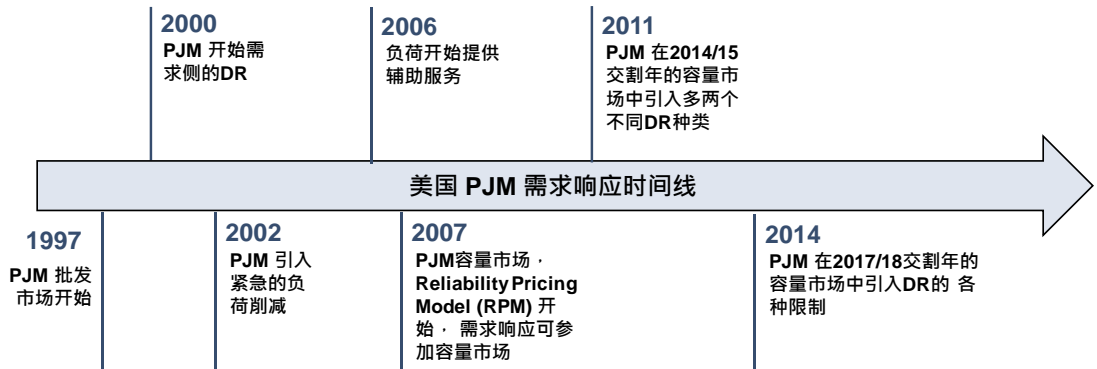 2000
PJM 开始需
求侧的DR
2006
负荷开始提供
辅助服务
2011
PJM 在2014/15
交割年的容量市
场中引入多两个
不同DR种类
美国 PJM 需求响应时间线
1997
PJM 批发
市场开始
2002
PJM 引入
紧急的负
荷削减
2007
PJM容量市场，
Reliability Pricing
Model (RPM) 开
始， 需求响应可参
加容量市场
2014
PJM 在2017/18交割年的
容量市场中引入DR的 各
种限制